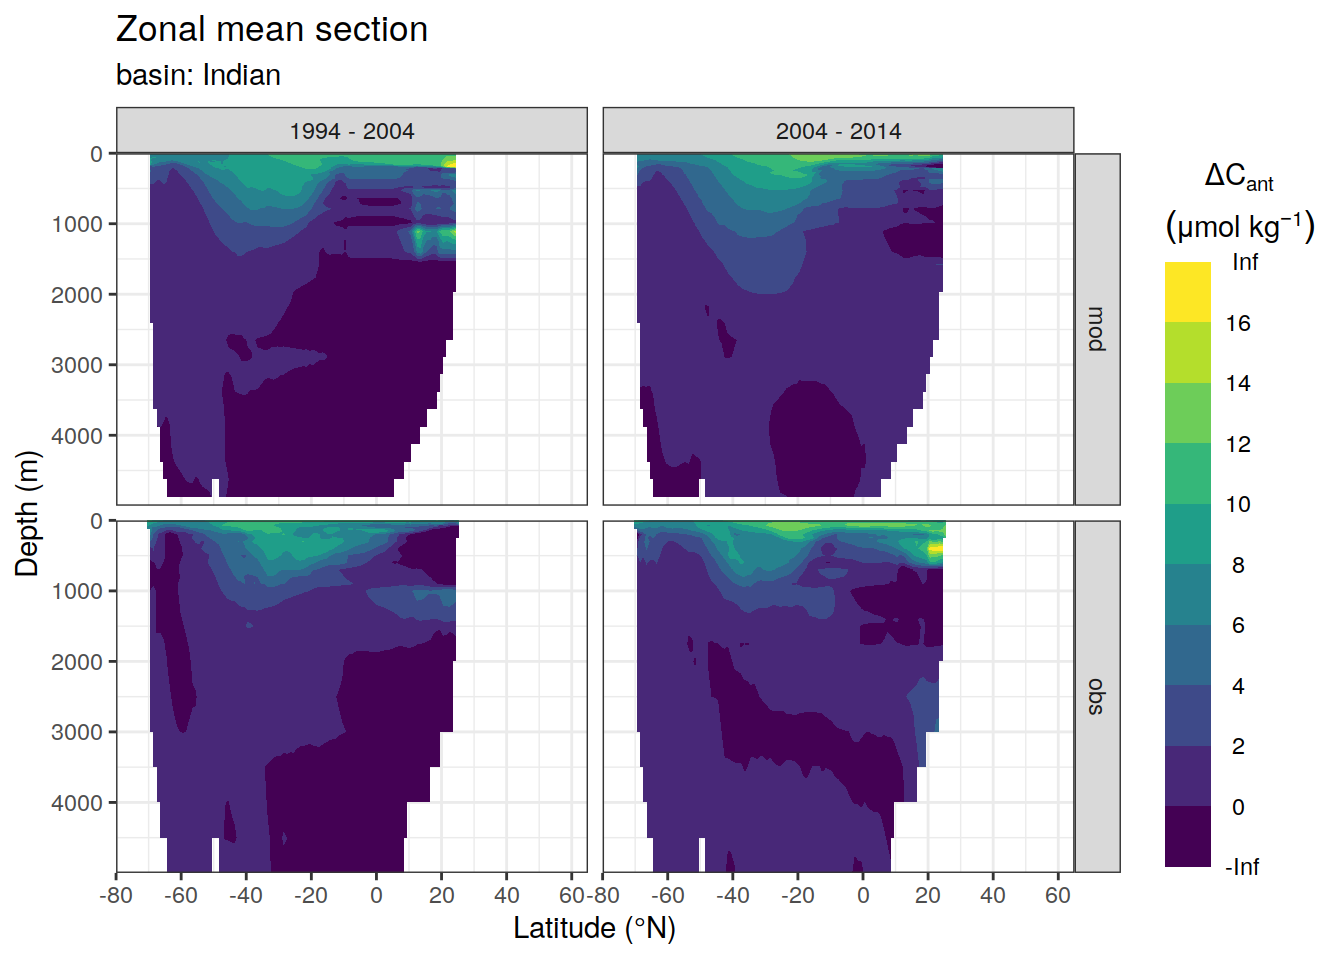 Zonal mean section
basin: Indian
1994 - 2004
2004 - 2014
0
1000
2000
3000
4000
mod
0
1000
2000
3000
4000
obs
-80 -60 -40 -20 0 20 40 60
-80 -60 -40 -20 0 20 40 60
Latitude (°N)
Depth (m)
ΔCant
(μmol kg⁻¹)
Inf
16
14
12
10
8
6
4
2
0
-Inf